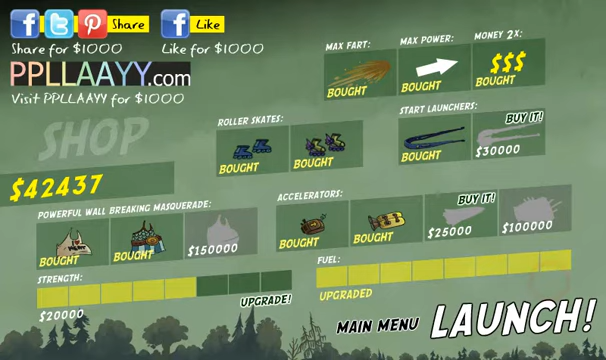 Share
Like
Share for $1000
Like for $1000
PPLLAAYY.com
Visit PPLLAAYY for $1000
MAX FART:
MAX POWER:
MONEY 2X:
$$$
BOUGHT
BOUGHT
BOUGHT
SHOP
$42437
ROLLER SKATES:
BOUGHT
BOUGHT
START LAUNCHERS:
BUY IT!
BOUGHT
$30000
POWERFUL WALL BREAKING MASQUERADE:
BOUGHT
BOUGHT
$150000
ACCELERATORS:
BUY IT!
BOUGHT
BOUGHT
$25000
$100000
STRENGTH:
$20000
UPGRADE!
FUEL:
UPGRADED
MAIN MENU
LAUNCH!